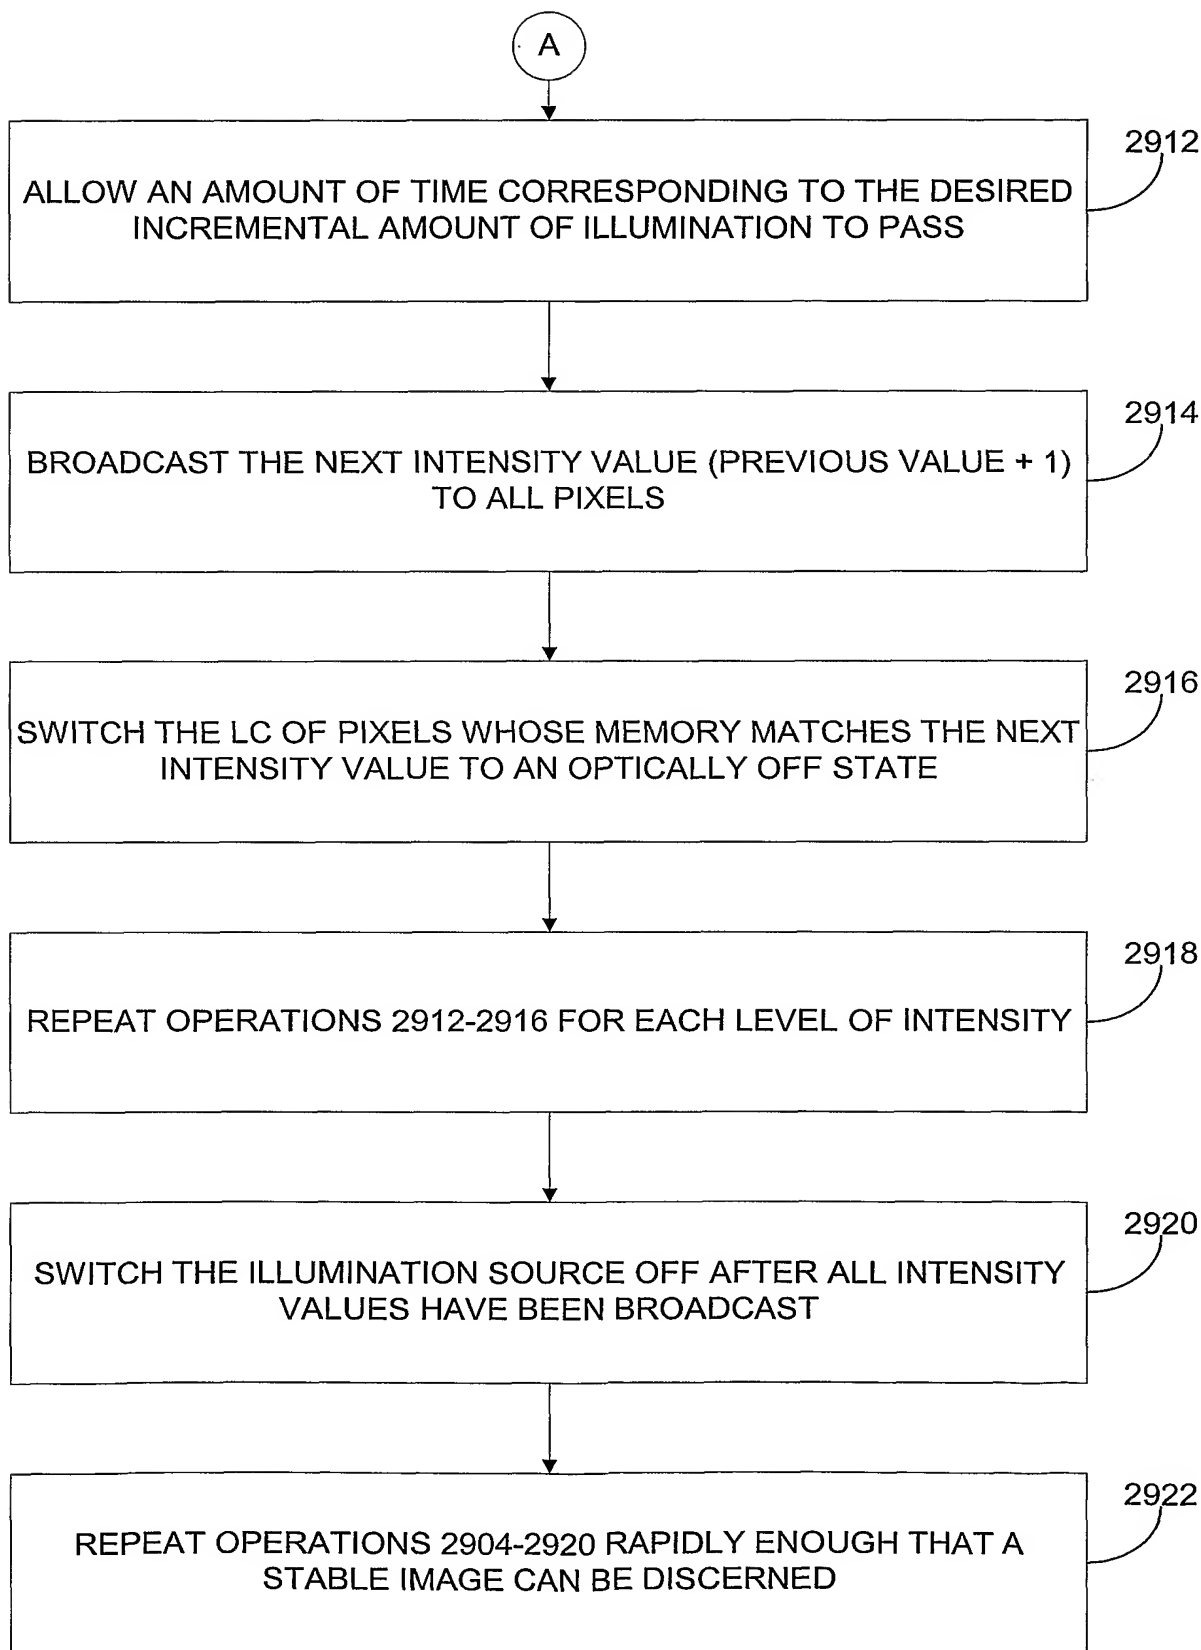 A
2912
ALLOW AN AMOUNT OF TIME CORRESPONDING TO THE DESIRED
INCREMENTAL AMOUNT OF ILLUMINATION TO PASS
2914
BROADCAST THE NEXT INTENSITY VALUE (PREVIOUS VALUE + 1)
TO ALL PIXELS
2916
SWITCH THE LC OF PIXELS WHOSE MEMORY MATCHES THE NEXT
INTENSITY VALUE TO AN OPTICALLY OFF STATE
2918
REPEAT OPERATIONS 2912-2916 FOR EACH LEVEL OF INTENSITY
2920
SWITCH THE ILLUMINATION SOURCE OFF AFTER ALL INTENSITY
VALUES HAVE BEEN BROADCAST
2922
REPEAT OPERATIONS 2904-2920 RAPIDLY ENOUGH THAT A
STABLE IMAGE CAN BE DISCERNED